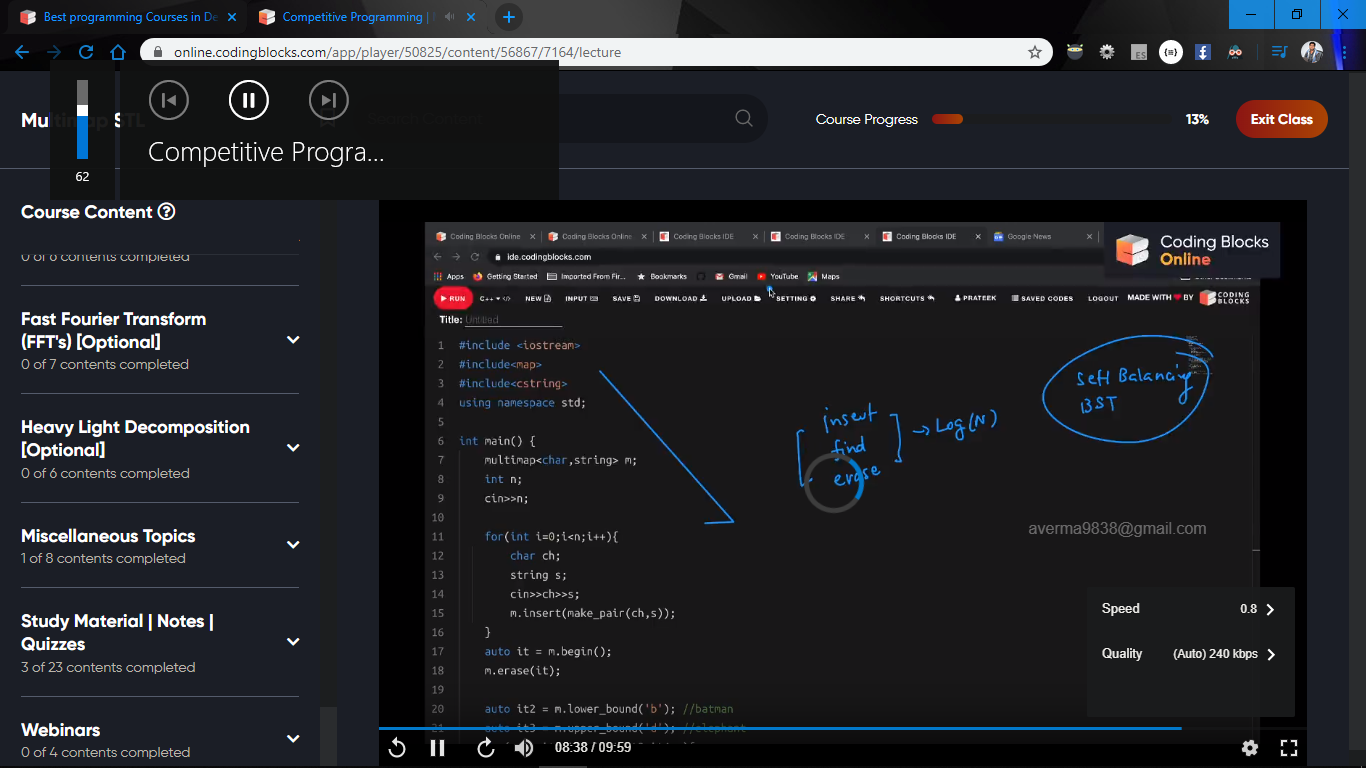 Best programming Courses in De
Competitive Programming |
online.codingblocks.com/app/player/50825/content/56867/7164/lecture
Competitive Progra...
62
Course Progress
13%
Exit Class
Course Content
0 of 6 contents completed
Fast Fourier Transform
(FFT's) [Optional]
0 of 7 contents completed
Heavy Light Decomposition
[Optional]
0 of 6 contents completed
Miscellaneous Topics
1 of 8 contents completed
Study Material | Notes |
Quizzes
3 of 23 contents completed
Webinars
0 of 4 contents completed
Coding Blocks Online
Coding Blocks Online
Coding Blocks IDE
Coding Blocks IDE
Coding Blocks IDE
Google News
Coding Blocks
Online
ide.codingblocks.com
Apps
Getting Started
Imported From Fir...
Bookmarks
Gmail
YouTube
Maps
RUN
C++
NEW
INPUT
SAVE
DOWNLOAD
UPLOAD
SETTING
SHARE
SHORTCUTS
PRATEEK
SAVED CODES
LOGOUT
MADE WITH ♥ BY
CODING
BLOCKS
Title: Untitled
1 #include <iostream>
2 #include<map>
3 #include<cstring>
4 using namespace std;
5
6 int main() {
7 multimap<char,string> m;
8 int n;
9 cin>>n;
10
11 for(int i=0;i<n;i++){
12 char ch;
13 string s;
14 cin>>ch>>s;
15 m.insert(make_pair(ch,s));
16 }
17 auto it = m.begin();
18 m.erase(it);
19
20 auto it2 = m.lower_bound('b'); //batman
21 auto it3 = m.upper_bound('d'); //elephant
insert
find
erase
→ Log(N)
Self Balancing
BST
averma9838@gmail.com
Speed 0.8
Quality (Auto) 240 kbps
08:38 / 09:59